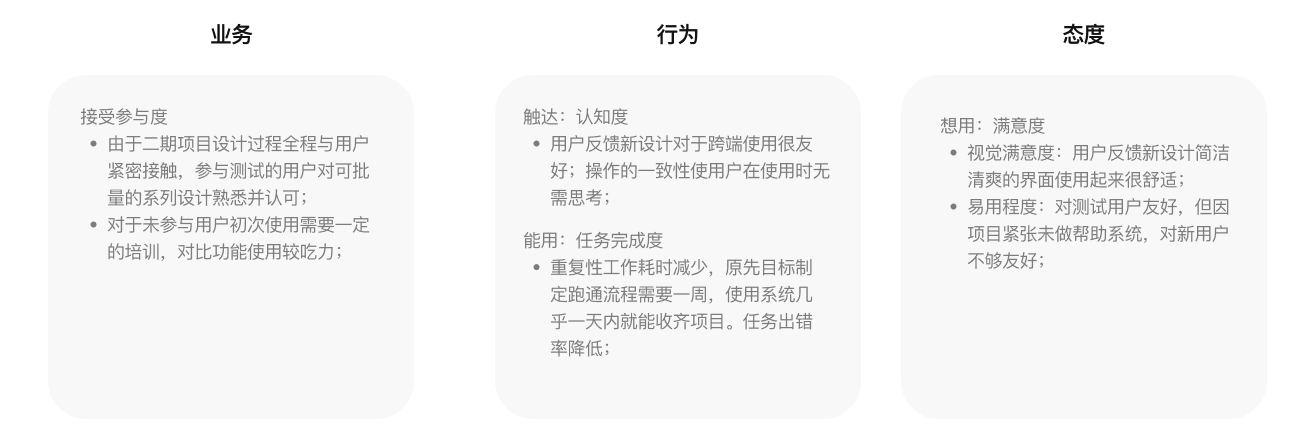 业务
接受参与度
• 由于二期项目设计过程全程与用户
紧密接触，参与测试的用户对可批
量的系列设计熟悉并认可；
• 对于未参与用户初次使用需要一定
的培训，对比功能使用较吃力；
行为
触达：认知度
• 用户反馈新设计对于跨端使用很友
好；操作的一致性使用户在使用时无
需思考；
能用：任务完成度
• 重复性工作耗时减少，原先目标制
定跑通流程需要一周，使用系统几
乎一天内就能收齐项目。任务出错
率降低；
态度
想用：满意度
• 视觉满意度：用户反馈新设计简洁
清爽的界面使用起来很舒适；
• 易用程度：对测试用户友好，但因
项目紧张未做帮助系统，对新用户
不够友好；